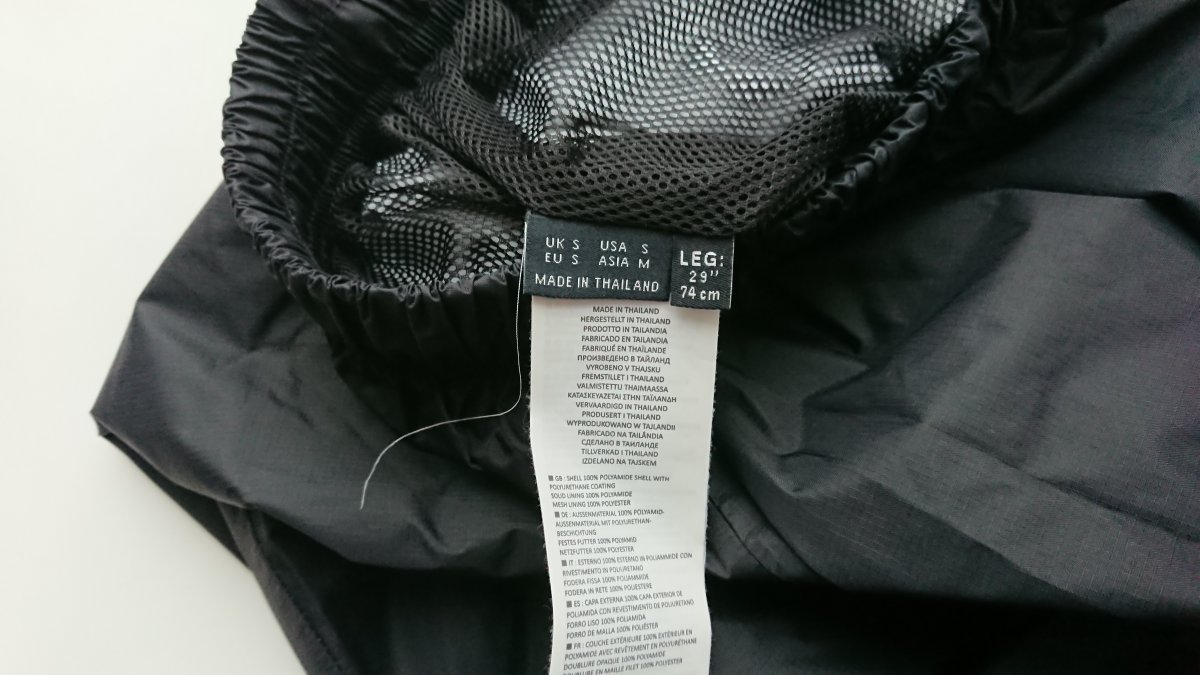 UK S USA S
EU S ASIA M
MADE IN THAILAND
LEG:
29"
74 cm
MADE IN THAILAND
HERGESTELLT IN THAILAND
PRODOTTO IN TAILANDIA
FABRICADO EN TAILANDIA
FABRIQUÉ EN THAÏLANDE
ПРОИЗВЕДЕНО В ТАЙЛАНД
VYROBENO V THAJSKU
FREMSTILLET I THAILAND
VALMISTETTU THAIMAASSA
ΚΑΤΑΣΚΕΥΑΖΕΤΑΙ ΣΤΗΝ ΤΑΪΛΑΝΔΗ
VERVAARDIGD IN THAILAND
PRODUSERT I THAILAND
WYPRODUKOWANO W TAJLANDII
FABRICADO NA TAILÂNDIA
СДЕЛАНО В ТАИЛАНДЕ
TILLVERKAD I THAILAND
IZDELANO NA TAJSKEM
■ GB : SHELL 100% POLYAMIDE SHELL WITH
POLYURETHANE COATING
SOLID LINING 100% POLYAMIDE
MESH LINING 100% POLYESTER
■ DE : AUSSENMATERIAL 100% POLYAMID-
AUSSENMATERIAL MIT POLYURETHAN-
BESCHICHTUNG
FESTES FUTTER 100% POLYAMID
NETZFUTTER 100% POLYESTER
■ IT : ESTERNO 100% ESTERNO IN POLIAMMIDE CON
RIVESTIMENTO IN POLIURETANO
FODERA FISSA 100% POLIAMMIDE
FODERA IN RETE 100% POLIESTERE
■ ES : CAPA EXTERNA 100% CAPA EXTERIOR DE
POLIAMIDA CON REVESTIMIENTO DE POLIURETANO
FORRO LISO 100% POLIAMIDA
FORRO DE MALLA 100% POLIÉSTER
■ FR : COUCHE EXTÉRIEURE 100% EXTÉRIEUR EN
POLYAMIDE AVEC REVÊTEMENT EN POLYURÉTHANE
DOUBLURE OPAQUE 100% POLYAMIDE
DOUBLURE EN MAILLE FILET 100% POLYESTER